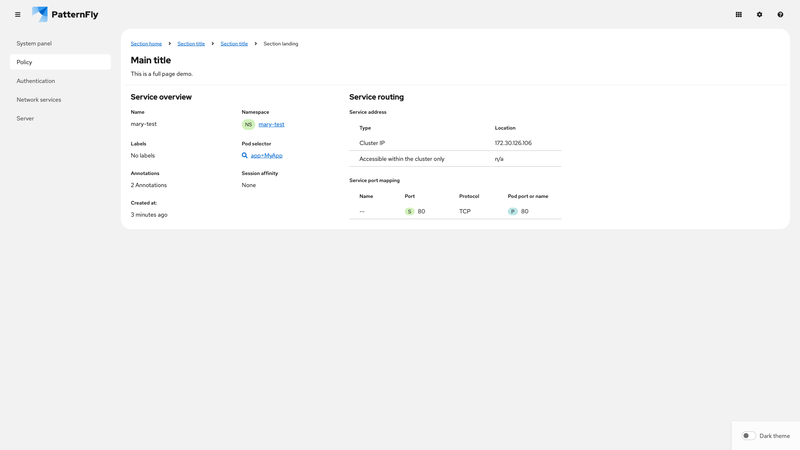 PatternFly
System panel
Policy
Authentication
Network services
Server
Section home Section title Section title Section landing
Main title
This is a full page demo.
Service overview
Name
mary-test
Namespace
NS mary-test
Labels
No labels
Pod selector
app=MyApp
Annotations
2 Annotations
Session affinity
None
Created at:
3 minutes ago
Service routing
Service address
Type Location
Cluster IP 172.30.126.106
Accessible within the cluster only n/a
Service port mapping
Name Port Protocol Pod port or name
-- S 80 TCP P 80
Dark theme